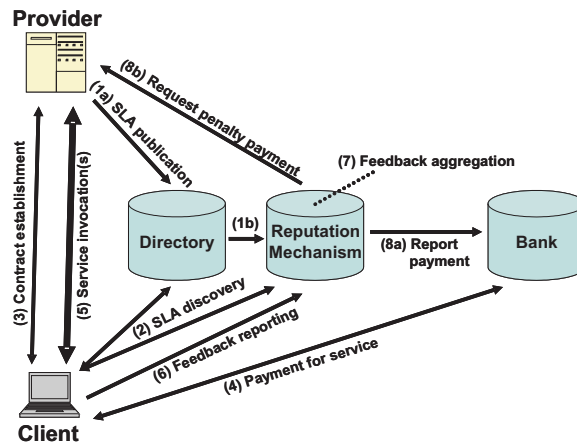 Provider
(8b) Request penalty payment
(1a) SLA publication
(7) Feedback aggregation
(3) Contract establishment
(5) Service invocation(s)
Directory
(1b)
Reputation
Mechanism
(8a) Report
payment
Bank
(2) SLA discovery
(6) Feedback reporting
(4) Payment for service
Client